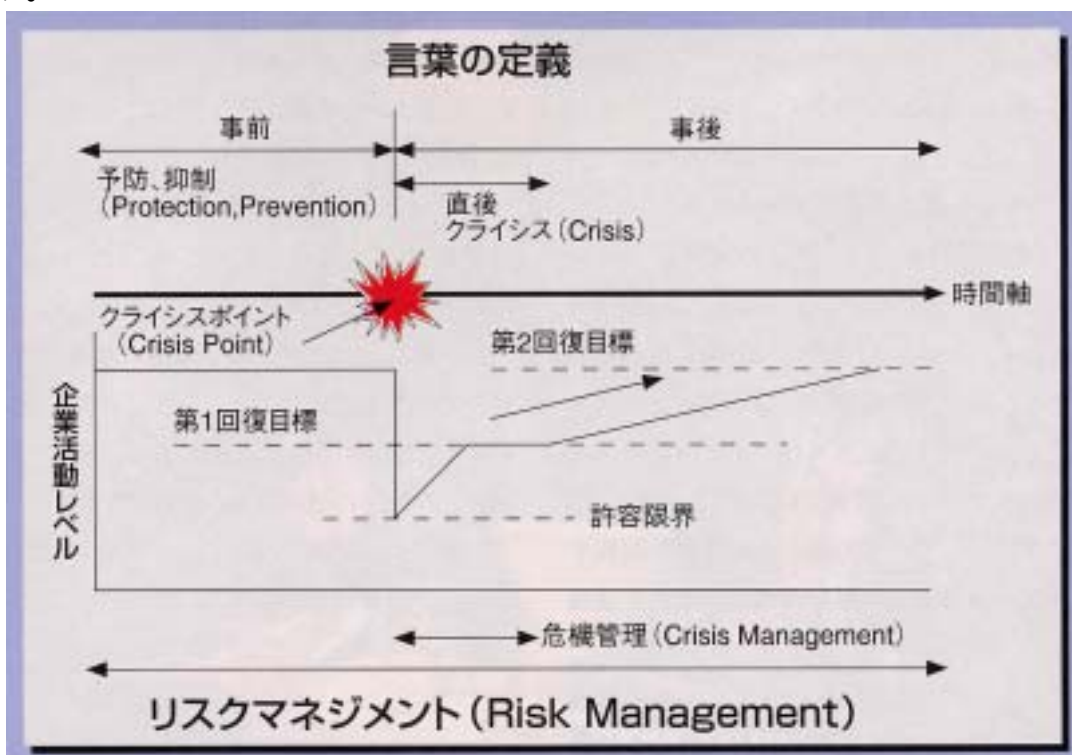 言葉の定義
事前
事後
予防、抑制
(Protection,Prevention)
直後
クライシス(Crisis)
時間軸
クライシスポイント
(Crisis Point)
第2回復目標
企業活動レベル
第1回復目標
許容限界
危機管理(Crisis Management)
リスクマネジメント(Risk Management)